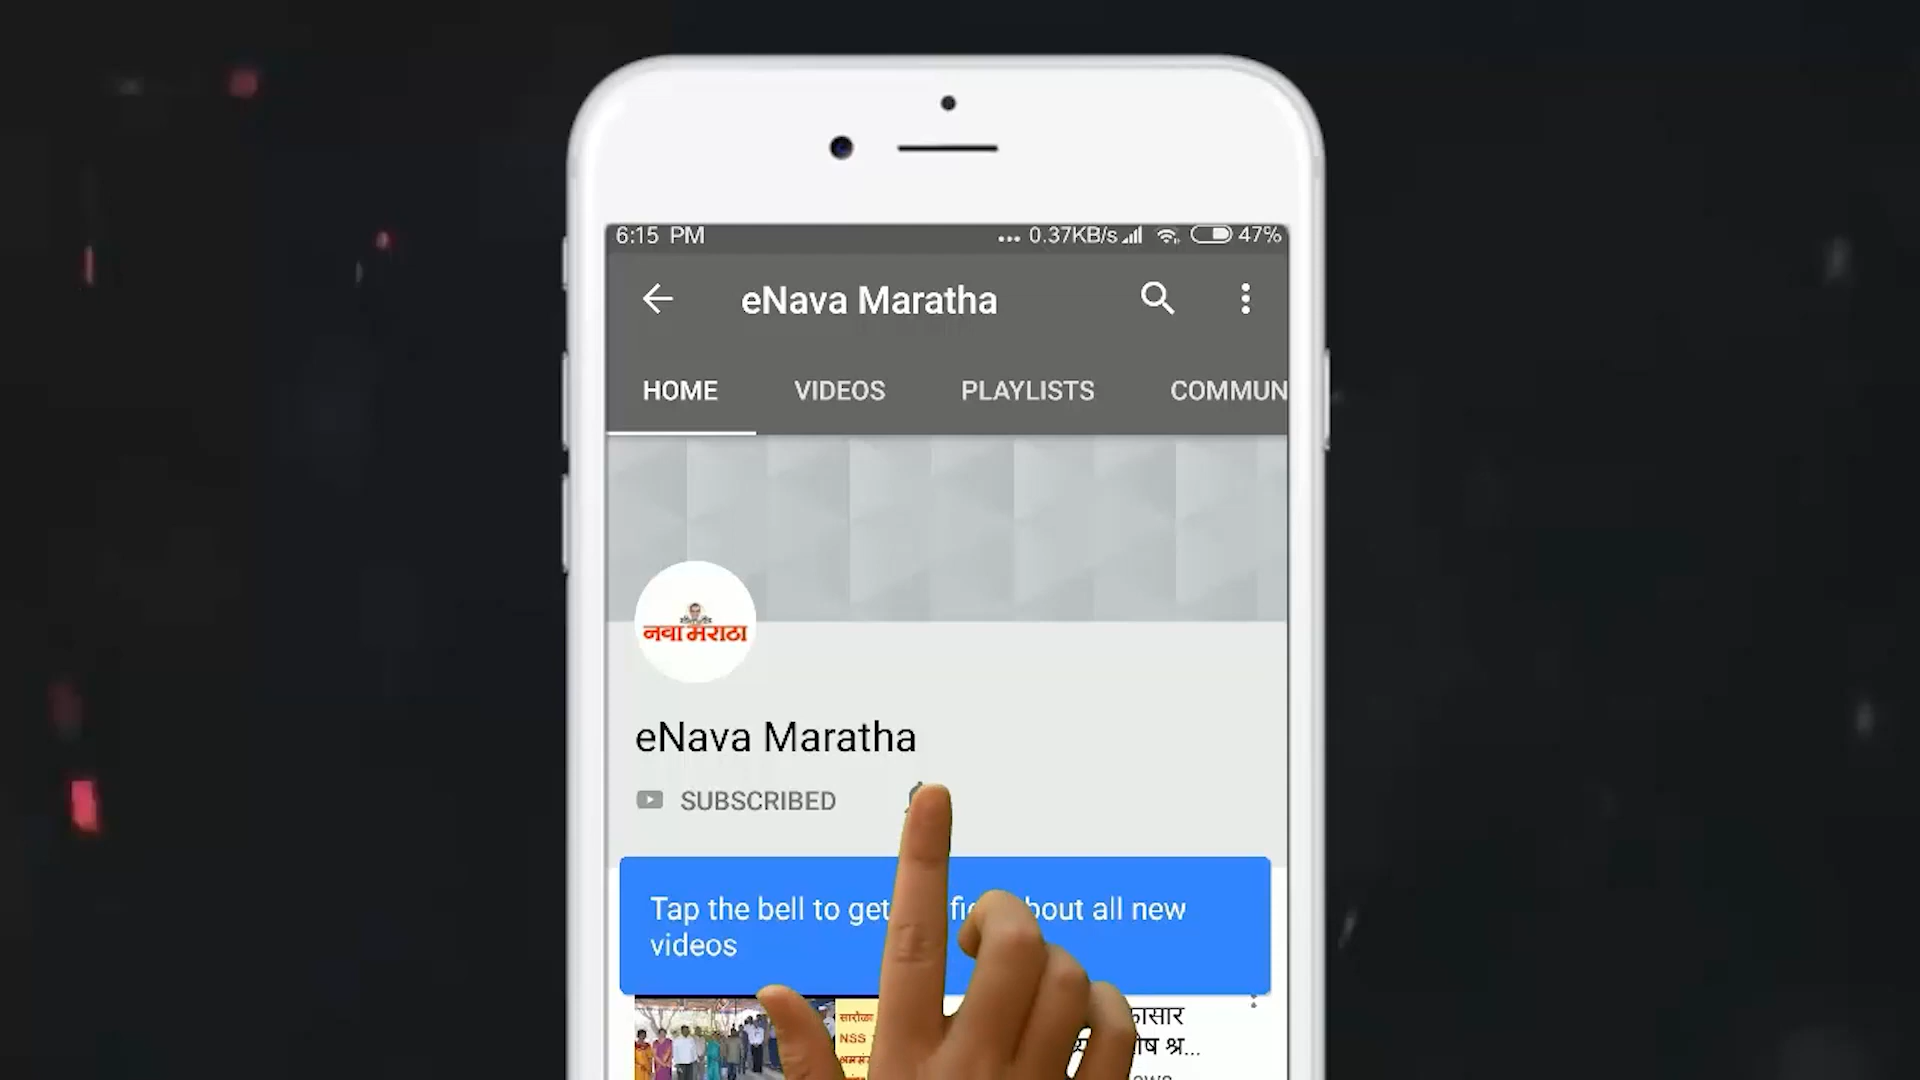 6:15 PM
... 0.37KB/s 47%
eNava Maratha
HOME VIDEOS PLAYLISTS COMMUN
नवा मराठा
eNava Maratha
SUBSCRIBED
Tap the bell to get all new
videos
सारोळा
NSS